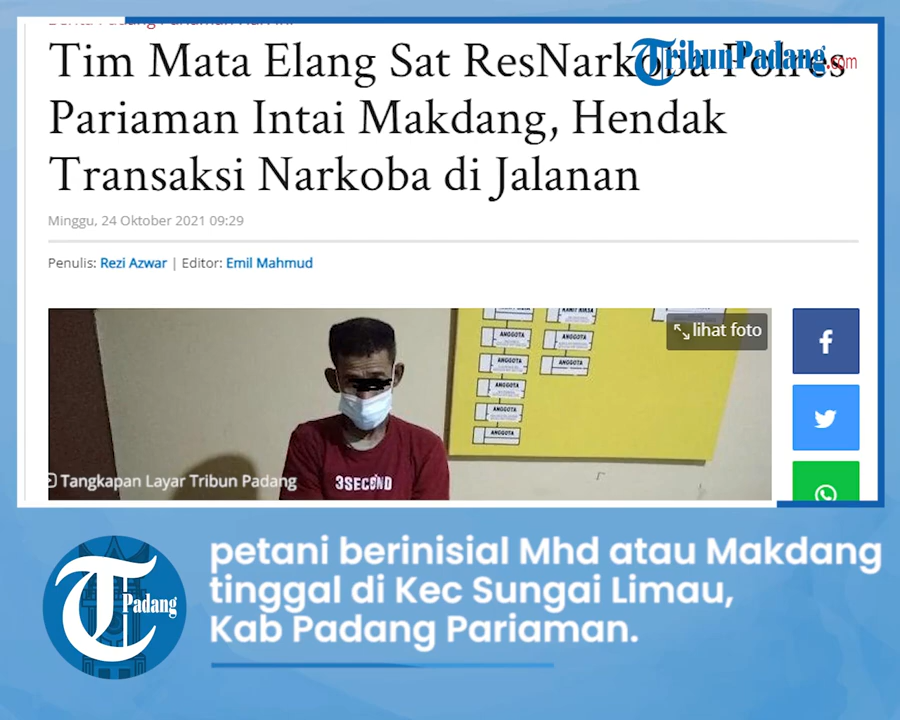 Tim Mata Elang Sat ResNarkoba Polres
TribunPadang.com
Pariaman Intai Makdang, Hendak
Transaksi Narkoba di Jalanan
Minggu, 24 Oktober 2021 09:29
Penulis: Rezi Azwar | Editor: Emil Mahmud
lihat foto
ANGGOTA
ANGGOTA
ANGGOTA
ANGGOTA
ANGGOTA
ANGGOTA
ANGGOTA
3SECOND
Tangkapan Layar Tribun Padang
T Padang
petani berinisial Mhd atau Makdang
tinggal di Kec Sungai Limau,
Kab Padang Pariaman.